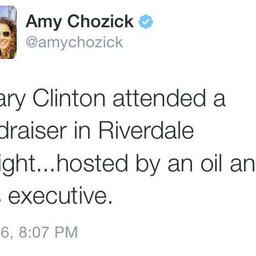 Amy Chozick
@amychozick
ary Clinton attended a
draiser in Riverdale
ight...hosted by an oil an
executive.
6, 8:07 PM